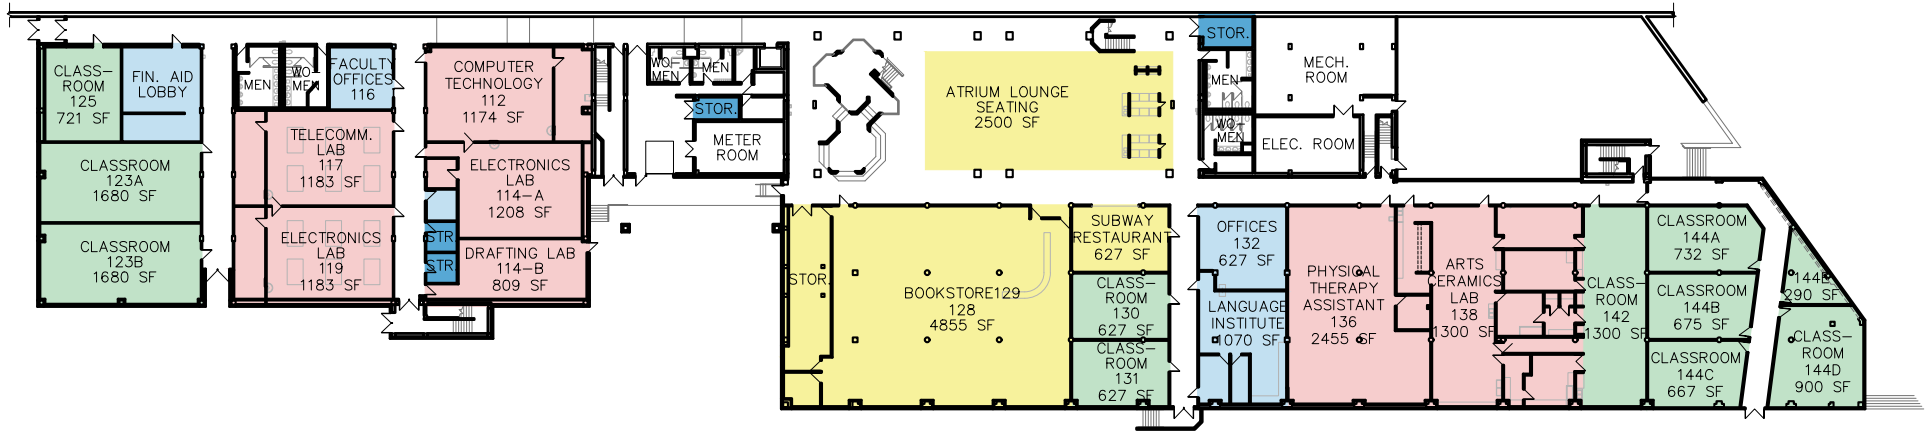 CLASS-
ROOM
125
721 SF
FIN. AID
LOBBY
MEN
WO-
MEN
FACULTY
OFFICES
116
COMPUTER
TECHNOLOGY
112
1174 SF
WO-
MEN
MEN
STOR.
METER
ROOM
ATRIUM LOUNGE
SEATING
2500 SF
STOR.
MEN
WO-
MEN
MECH.
ROOM
ELEC. ROOM
CLASSROOM
123A
1680 SF
TELECOMM.
LAB
117
1183 SF
ELECTRONICS
LAB
114-A
1208 SF
CLASSROOM
123B
1680 SF
ELECTRONICS
LAB
119
1183 SF
STR.
STR.
DRAFTING LAB
114-B
809 SF
STOR.
BOOKSTORE129
128
4855 SF
SUBWAY
RESTAURANT
627 SF
CLASS-
ROOM
130
627 SF
CLASS-
ROOM
131
627 SF
OFFICES
132
627 SF
LANGUAGE
INSTITUTE
1070 SF
PHYSICAL
THERAPY
ASSISTANT
136
2455 SF
ARTS
CERAMICS
LAB
138
1300 SF
CLASS-
ROOM
142
1300 SF
CLASSROOM
144A
732 SF
CLASSROOM
144B
675 SF
CLASSROOM
144C
667 SF
144E
290 SF
CLASS-
ROOM
144D
900 SF